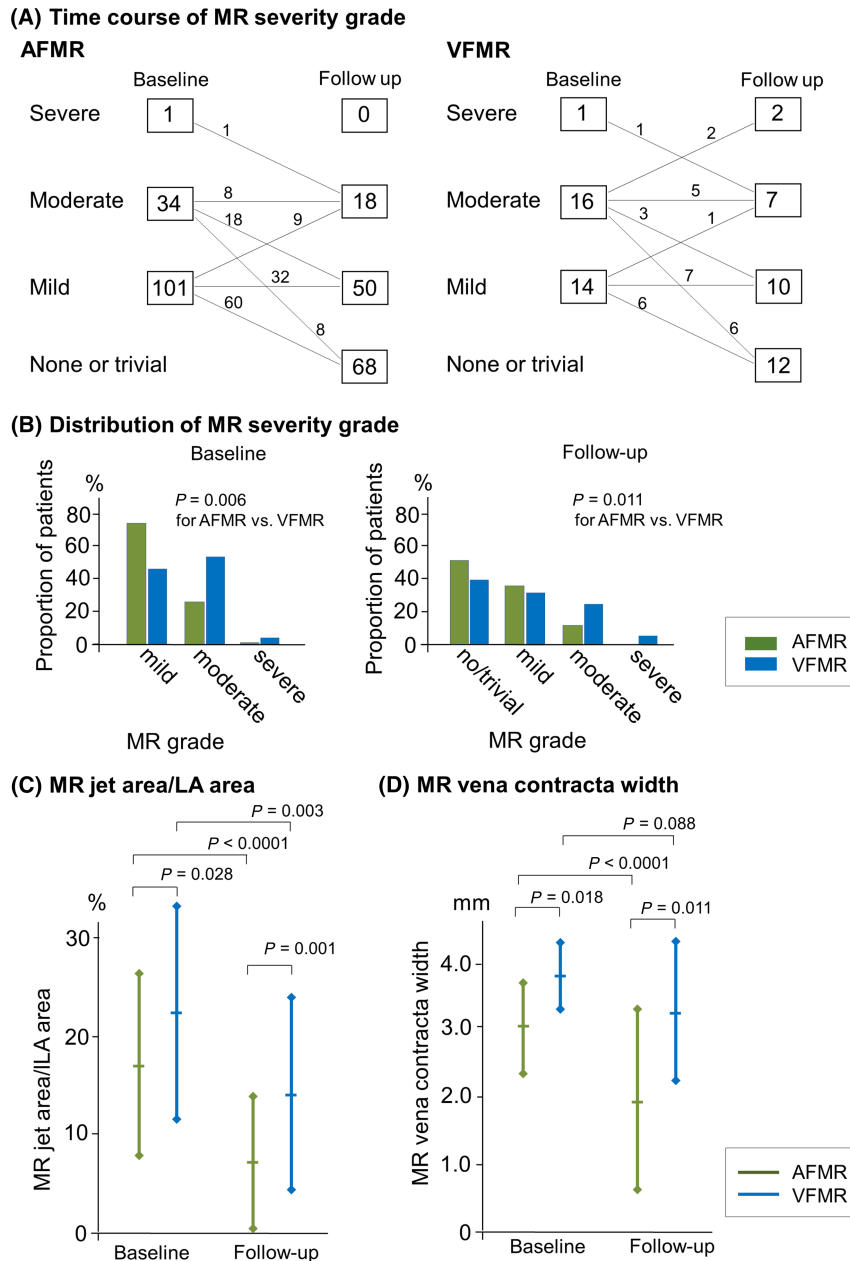 (A) Time course of MR severity grade
AFMR
Baseline
Follow up
Severe
1
1
0
Moderate
34
8
18
9
18
Mild
101
32
60
50
8
None or trivial
68
VFMR
Baseline
Follow up
Severe
1
1
2
2
Moderate
16
5
3
1
7
Mild
14
7
6
10
6
None or trivial
12
(B) Distribution of MR severity grade
Baseline
Proportion of patients
%
80
60
40
20
0
P = 0.006
for AFMR vs. VFMR
mild
moderate
severe
MR grade
Follow-up
Proportion of patients
%
80
60
40
20
0
P = 0.011
for AFMR vs. VFMR
no/trivial
mild
moderate
severe
MR grade
AFMR
VFMR
(C) MR jet area/LA area
P = 0.003
P < 0.0001
P = 0.028
%
P = 0.001
30
20
10
0
MR jet area/lLA area
Baseline
Follow-up
(D) MR vena contracta width
P = 0.088
P < 0.0001
P = 0.018
P = 0.011
mm
4.0
3.0
2.0
1.0
0
MR vena contracta width
Baseline
Follow-up
AFMR
VFMR